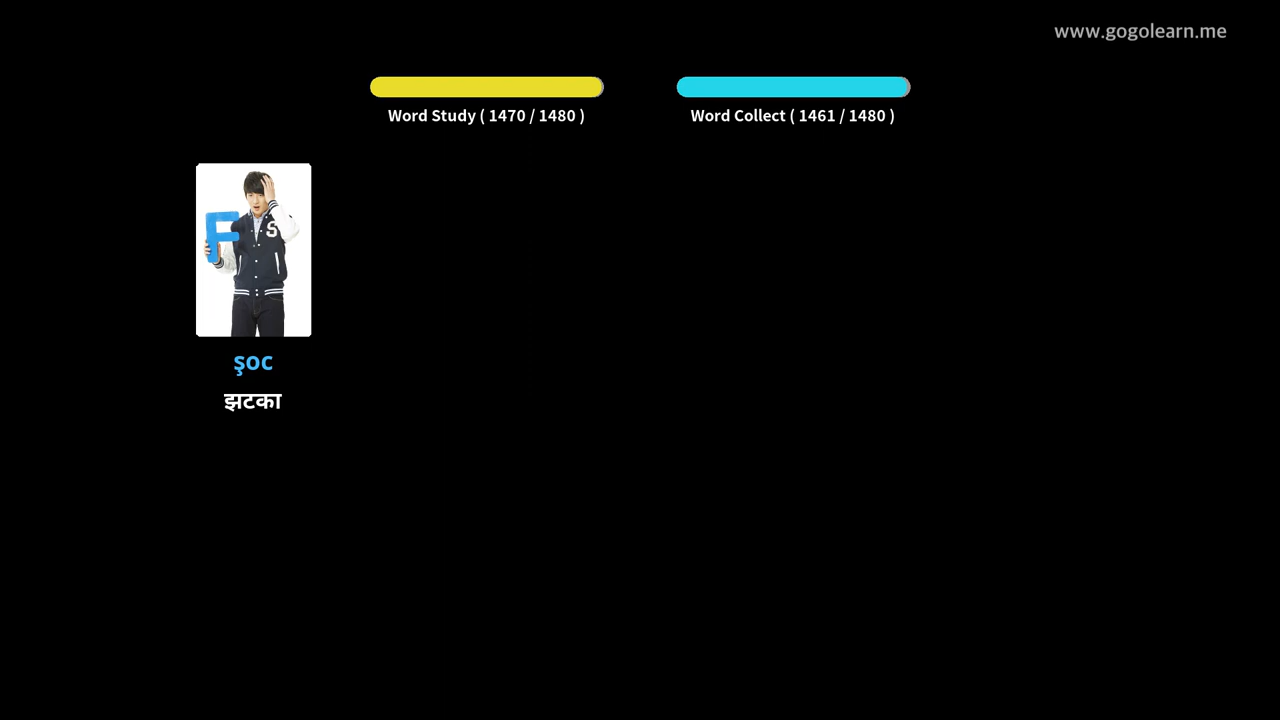 www.gogolearn.me
Word Study ( 1470 / 1480 )
Word Collect ( 1461 / 1480 )
F
S
şoc
झटका